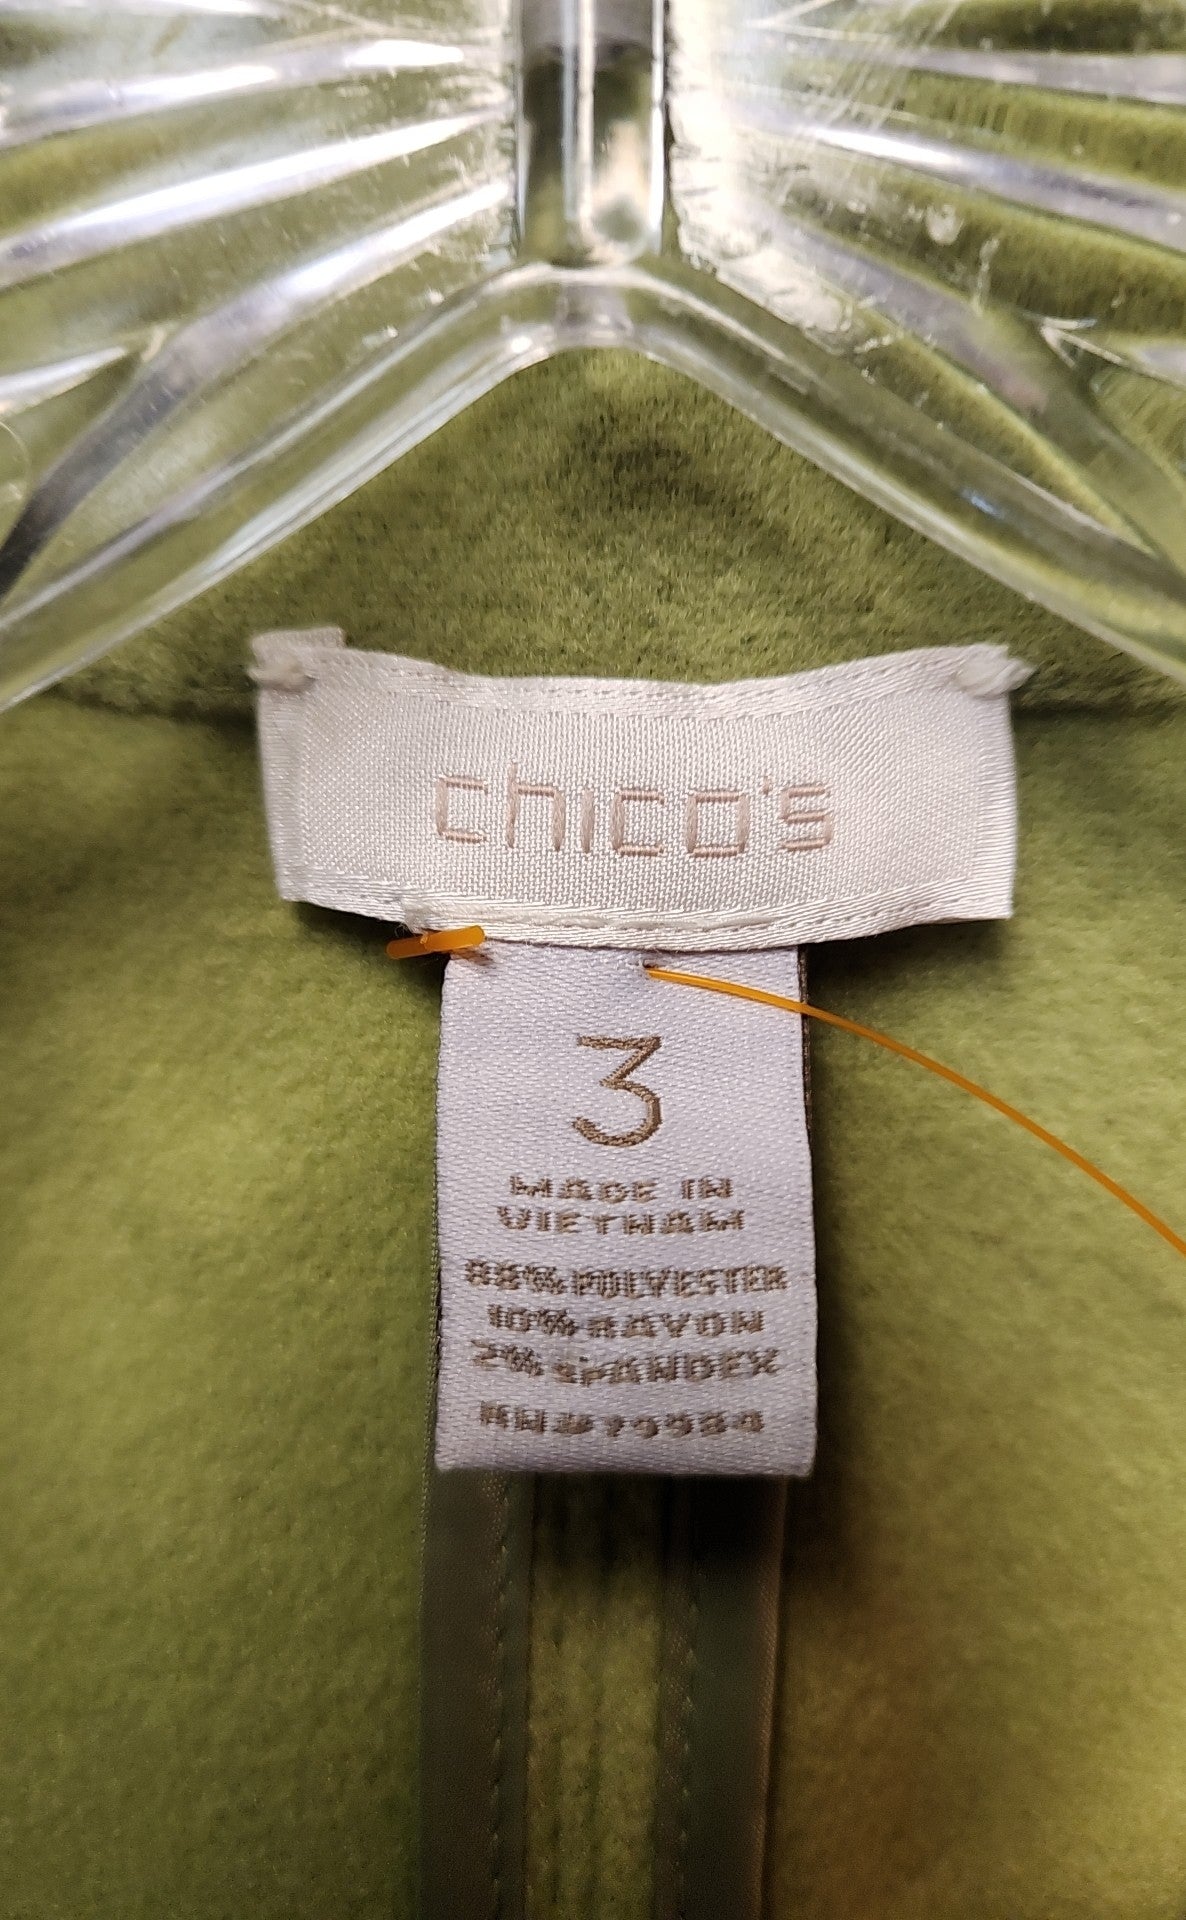 chico's
3
MADE IN
VIETNAM
88% POLYESTER
10% RAYON
2% SPANDEX